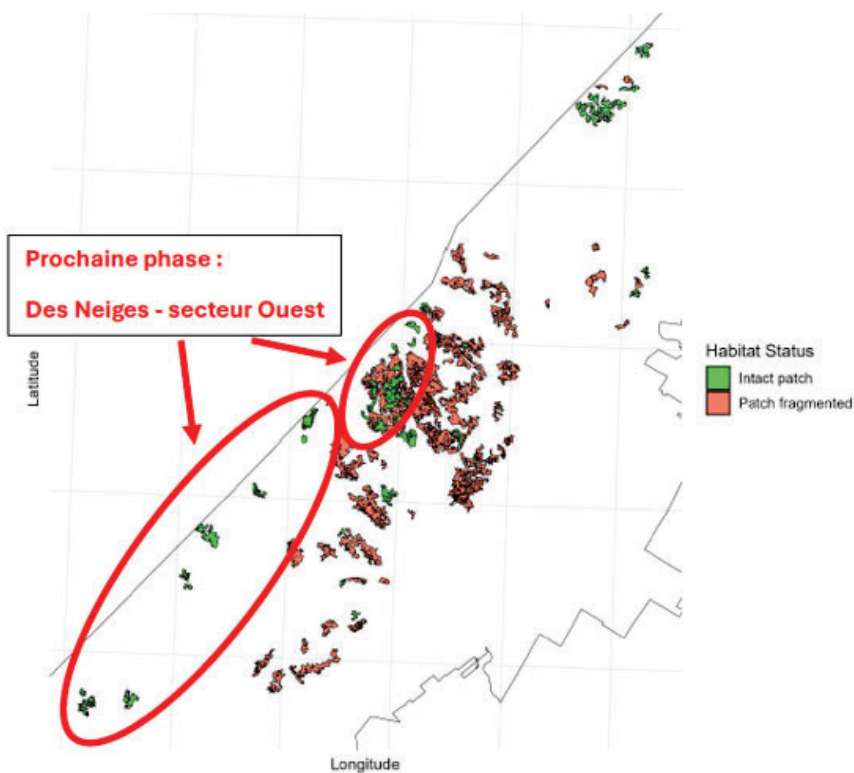 Prochaine phase :
Des Neiges - secteur Ouest
Latitude
Habitat Status
Intact patch
Patch fragmented
Longitude